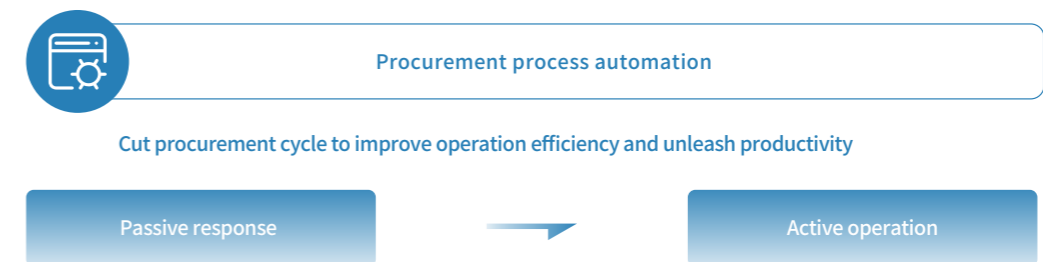 Procurement process automation
Cut procurement cycle to improve operation efficiency and unleash productivity
Passive response
Active operation